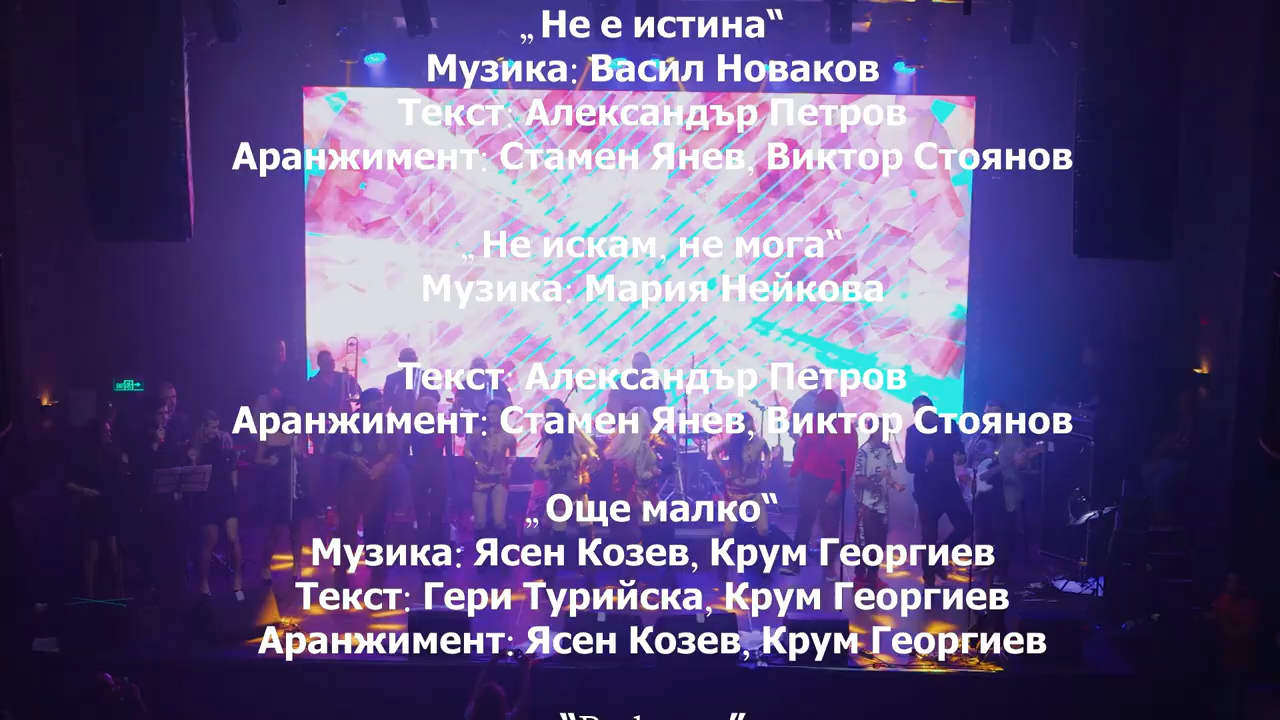 „Не е истина“
Музика: Васил Новаков
Текст: Александър Петров
Аранжимент: Стамен Янев, Виктор Стоянов
„Не искам, не мога“
Музика: Мария Нейкова
Текст: Александър Петров
Аранжимент: Стамен Янев, Виктор Стоянов
„Още малко“
Музика: Ясен Козев, Крум Георгиев
Текст: Гери Турийска, Крум Георгиев
Аранжимент: Ясен Козев, Крум Георгиев